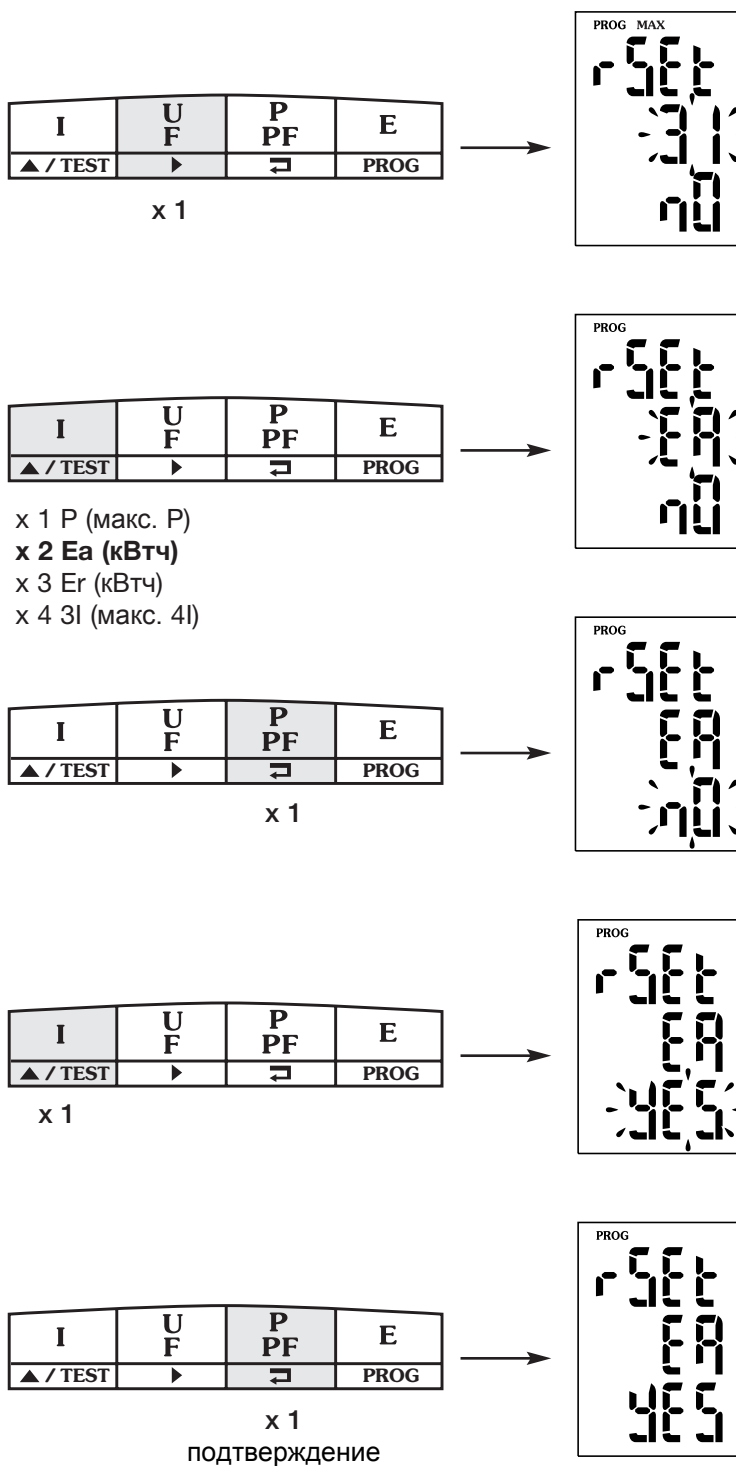 PROG MAX
rSEt
3I
nO
I U F P PF E
▲ / TEST PROG
x 1
PROG
rSEt
EA
nO
I U F P PF E
▲ / TEST PROG
x 1 P (макс. P)
x 2 Ea (кВтч)
x 3 Er (кВтч)
x 4 3I (макс. 4I)
PROG
rSEt
EA
nO
I U F P PF E
▲ / TEST PROG
x 1
PROG
rSEt
EA
YES
I U F P PF E
▲ / TEST PROG
x 1
PROG
rSEt
EA
YES
I U F P PF E
▲ / TEST PROG
x 1
подтверждение